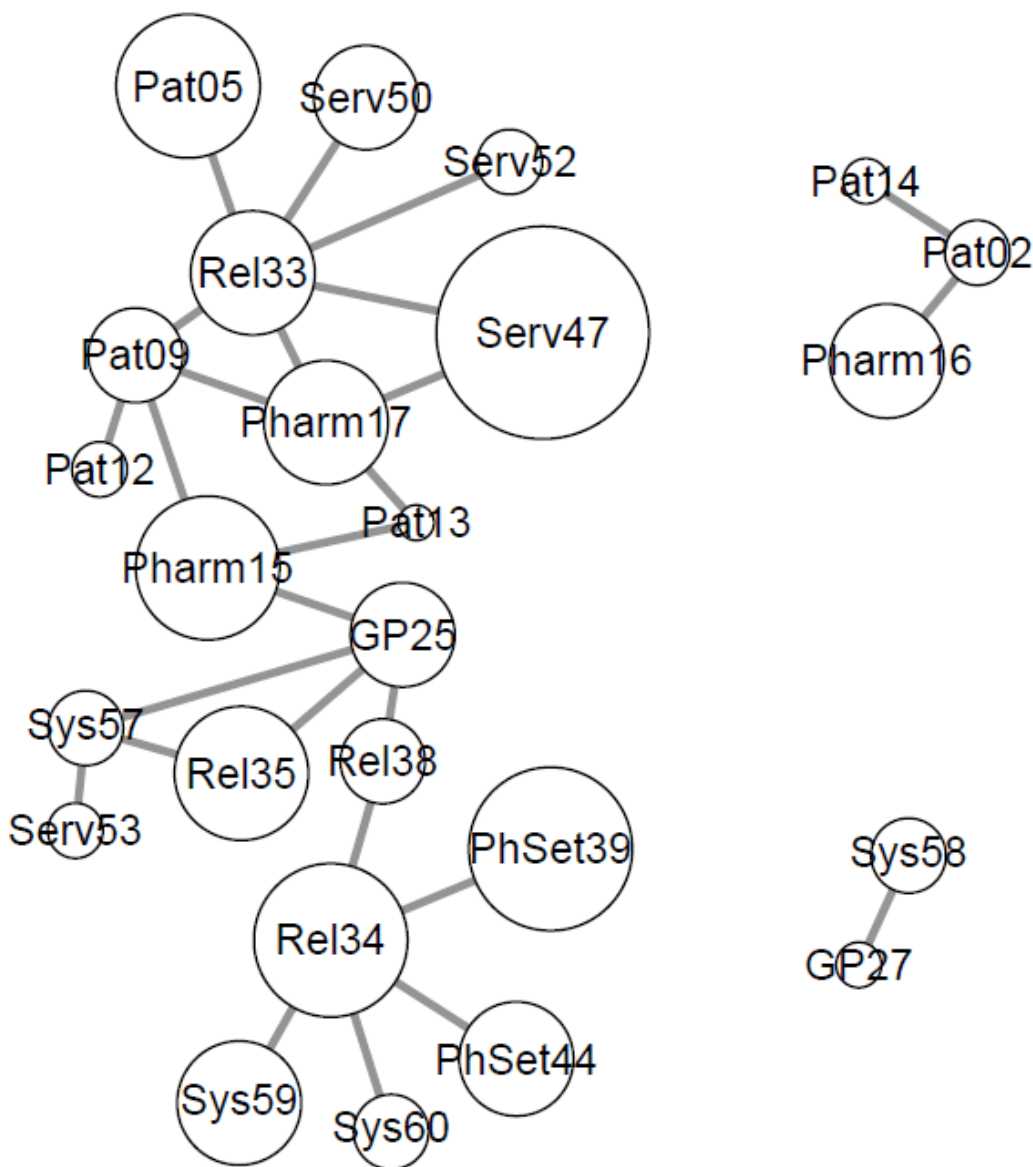 Pat05
Serv50
Serv52
Pat14
Pat02
Rel33
Serv47
Pat09
Pharm16
Pharm17
Pat12
Pat13
Pharm15
GP25
Sys57
Rel38
Rel35
Serv53
PhSet39
Sys58
Rel34
GP27
PhSet44
Sys59
Sys60